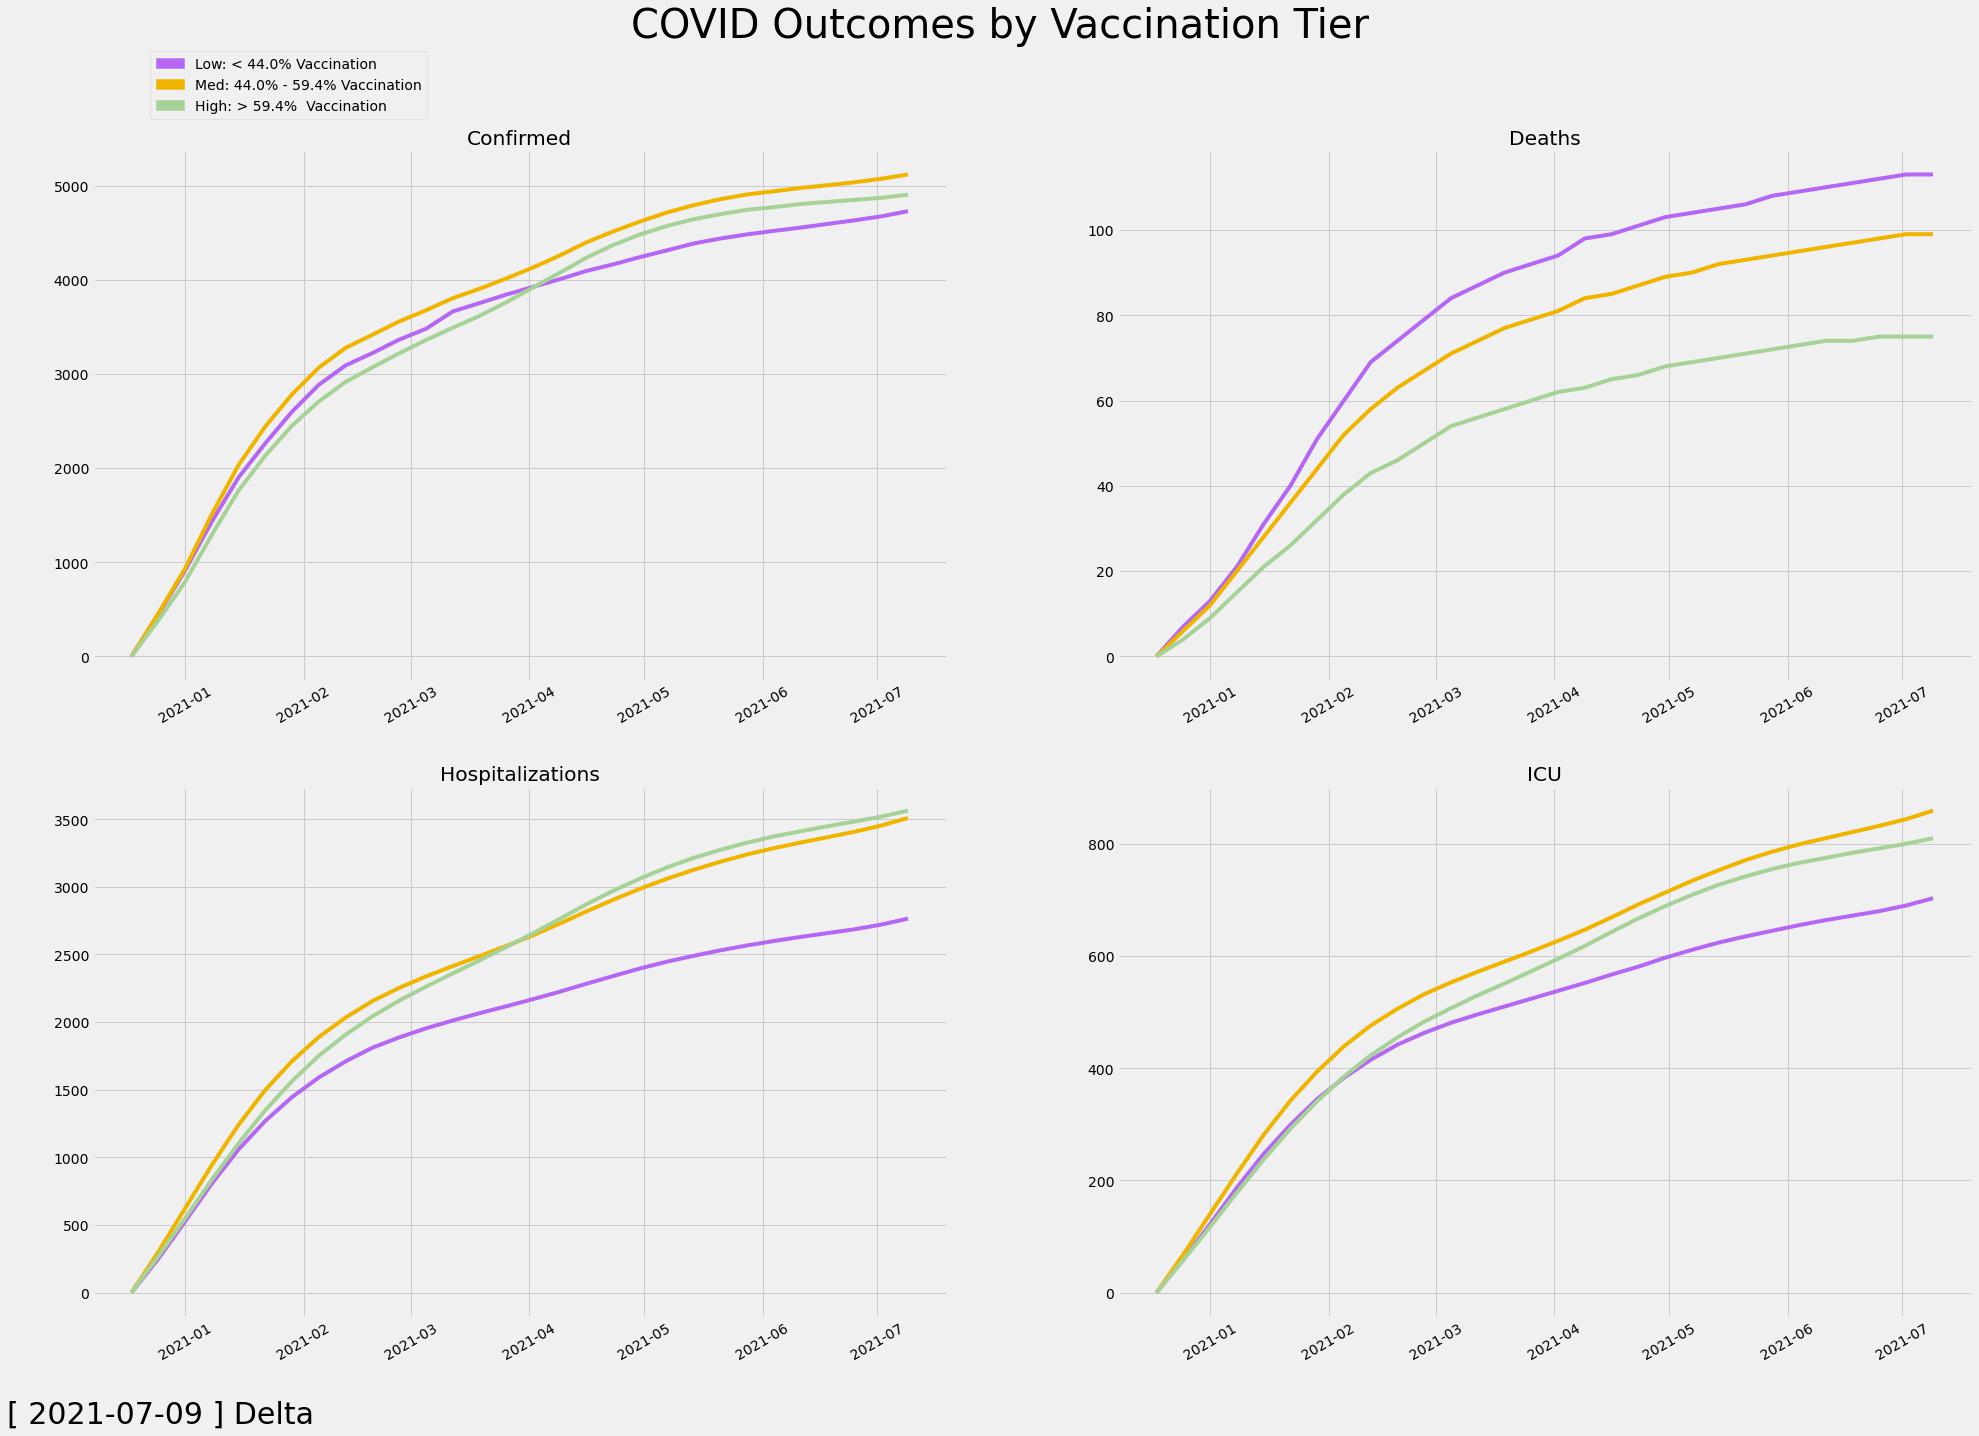 COVID Outcomes by Vaccination Tier
Low: < 44.0% Vaccination
Med: 44.0% - 59.4% Vaccination
High: > 59.4%  Vaccination
Confirmed
5000
4000
3000
2000
1000
0
2021-01 2021-02 2021-03 2021-04 2021-05 2021-06 2021-07
Deaths
100
80
60
40
20
0
2021-01 2021-02 2021-03 2021-04 2021-05 2021-06 2021-07
Hospitalizations
3500
3000
2500
2000
1500
1000
500
0
2021-01 2021-02 2021-03 2021-04 2021-05 2021-06 2021-07
ICU
800
600
400
200
0
2021-01 2021-02 2021-03 2021-04 2021-05 2021-06 2021-07
[ 2021-07-09 ] Delta